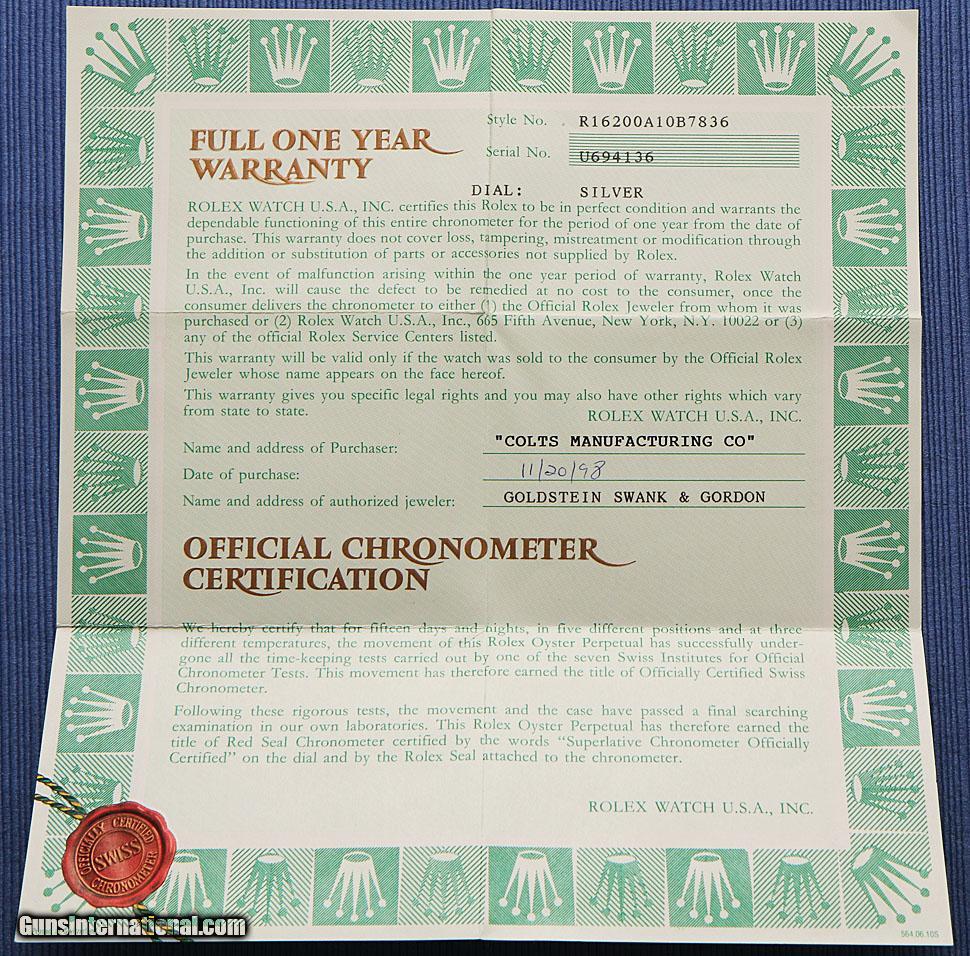 FULL ONE YEAR
WARRANTY
Style No. R16200A10B7836
Serial No. U694136
DIAL: SILVER
ROLEX WATCH U.S.A., INC. certifies this Rolex to be in perfect condition and warrants the
dependable functioning of this entire chronometer for the period of one year from the date of
purchase. This warranty does not cover loss, tampering, mistreatment or modification through
the addition or substitution of parts or accessories not supplied by Rolex.
In the event of malfunction arising within the one year period of warranty, Rolex Watch
U.S.A., Inc. will cause the defect to be remedied at no cost to the consumer, once the
consumer delivers the chronometer to either (1) the Official Rolex Jeweler from whom it was
purchased or (2) Rolex Watch U.S.A., Inc., 665 Fifth Avenue, New York, N.Y. 10022 or (3)
any of the official Rolex Service Centers listed.
This warranty will be valid only if the watch was sold to the consumer by the Official Rolex
Jeweler whose name appears on the face hereof.
This warranty gives you specific legal rights and you may also have other rights which vary
from state to state.
ROLEX WATCH U.S.A., INC.
Name and address of Purchaser: "COLTS MANUFACTURING CO"
Date of purchase: 11/20/98
Name and address of authorized jeweler: GOLDSTEIN SWANK & GORDON
OFFICIAL CHRONOMETER
CERTIFICATION
We hereby certify that for fifteen days and nights, in five different positions and at three
different temperatures, the movement of this Rolex Oyster Perpetual has successfully under-
gone all the time-keeping tests carried out by one of the seven Swiss Institutes for Official
Chronometer Tests. This movement has therefore earned the title of Officially Certified Swiss
Chronometer.
Following these rigorous tests, the movement and the case have passed a final searching
examination in our own laboratories. This Rolex Oyster Perpetual has therefore earned the
title of Red Seal Chronometer certified by the words “Superlative Chronometer Officially
Certified” on the dial and by the Rolex Seal attached to the chronometer.
ROLEX WATCH U.S.A., INC.
OFFICIALLY CERTIFIED
SWISS
CHRONOMETER
GunsInternational.com
564.06.10S